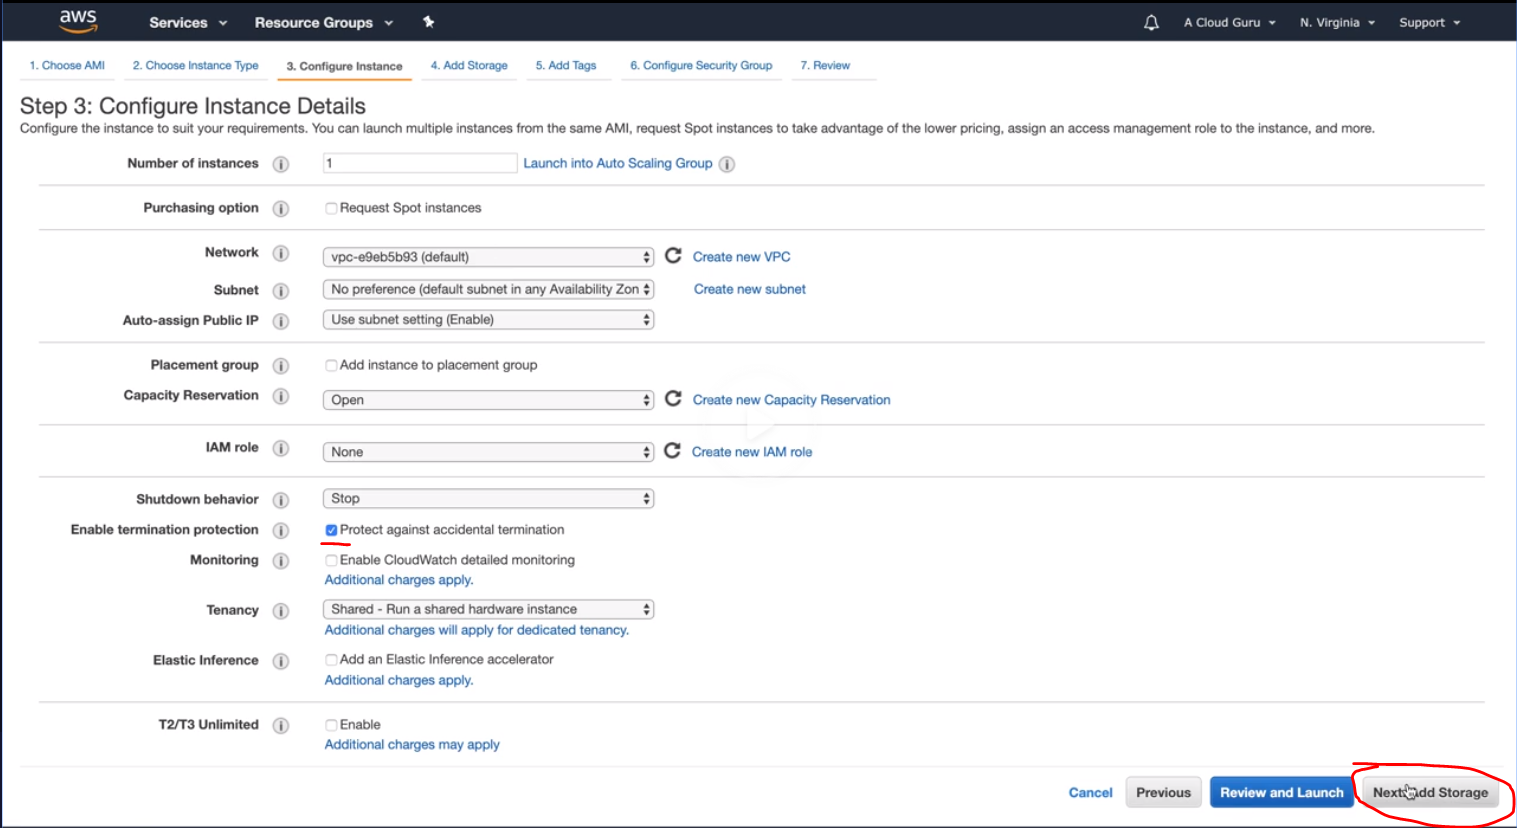 aws Services Resource Groups A Cloud Guru N. Virginia Support
1. Choose AMI 2. Choose Instance Type 3. Configure Instance 4. Add Storage 5. Add Tags 6. Configure Security Group 7. Review
Step 3: Configure Instance Details
Configure the instance to suit your requirements. You can launch multiple instances from the same AMI, request Spot instances to take advantage of the lower pricing, assign an access management role to the instance, and more.
Number of instances i 1 Launch into Auto Scaling Group i
Purchasing option i Request Spot instances
Network i vpc-e9eb5b93 (default) Create new VPC
Subnet i No preference (default subnet in any Availability Zon Create new subnet
Auto-assign Public IP i Use subnet setting (Enable)
Placement group i Add instance to placement group
Capacity Reservation i Open Create new Capacity Reservation
IAM role i None Create new IAM role
Shutdown behavior i Stop
Enable termination protection i Protect against accidental termination
Monitoring i Enable CloudWatch detailed monitoring
Additional charges apply.
Tenancy i Shared - Run a shared hardware instance
Additional charges will apply for dedicated tenancy.
Elastic Inference i Add an Elastic Inference accelerator
Additional charges apply.
T2/T3 Unlimited i Enable
Additional charges may apply
Cancel Previous Review and Launch Next: Add Storage